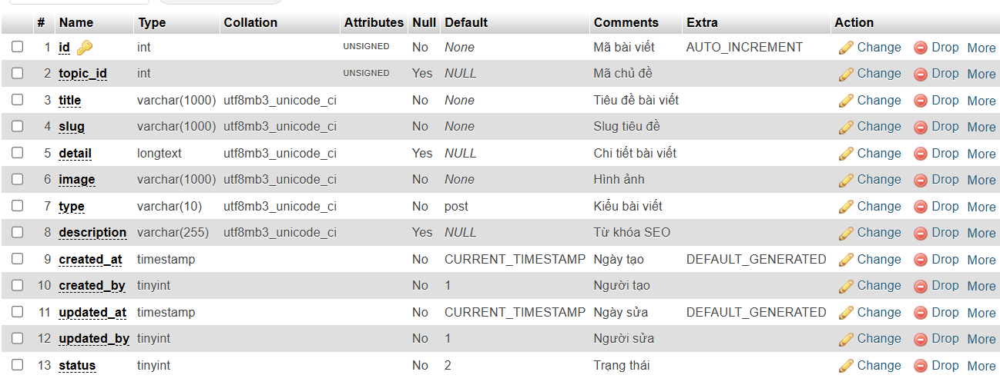 # Name Type Collation Attributes Null Default Comments Extra Action
1 id int UNSIGNED No None Mã bài viết AUTO_INCREMENT Change Drop More
2 topic_id int UNSIGNED Yes NULL Mã chủ đề Change Drop More
3 title varchar(1000) utf8mb3_unicode_ci No None Tiêu đề bài viết Change Drop More
4 slug varchar(1000) utf8mb3_unicode_ci No None Slug tiêu đề Change Drop More
5 detail longtext utf8mb3_unicode_ci Yes NULL Chi tiết bài viết Change Drop More
6 image varchar(1000) utf8mb3_unicode_ci No None Hình ảnh Change Drop More
7 type varchar(10) utf8mb3_unicode_ci No post Kiểu bài viết Change Drop More
8 description varchar(255) utf8mb3_unicode_ci Yes NULL Từ khóa SEO Change Drop More
9 created_at timestamp No CURRENT_TIMESTAMP Ngày tạo DEFAULT_GENERATED Change Drop More
10 created_by tinyint No 1 Người tạo Change Drop More
11 updated_at timestamp No CURRENT_TIMESTAMP Ngày sửa DEFAULT_GENERATED Change Drop More
12 updated_by tinyint No 1 Người sửa Change Drop More
13 status tinyint No 2 Trạng thái Change Drop More